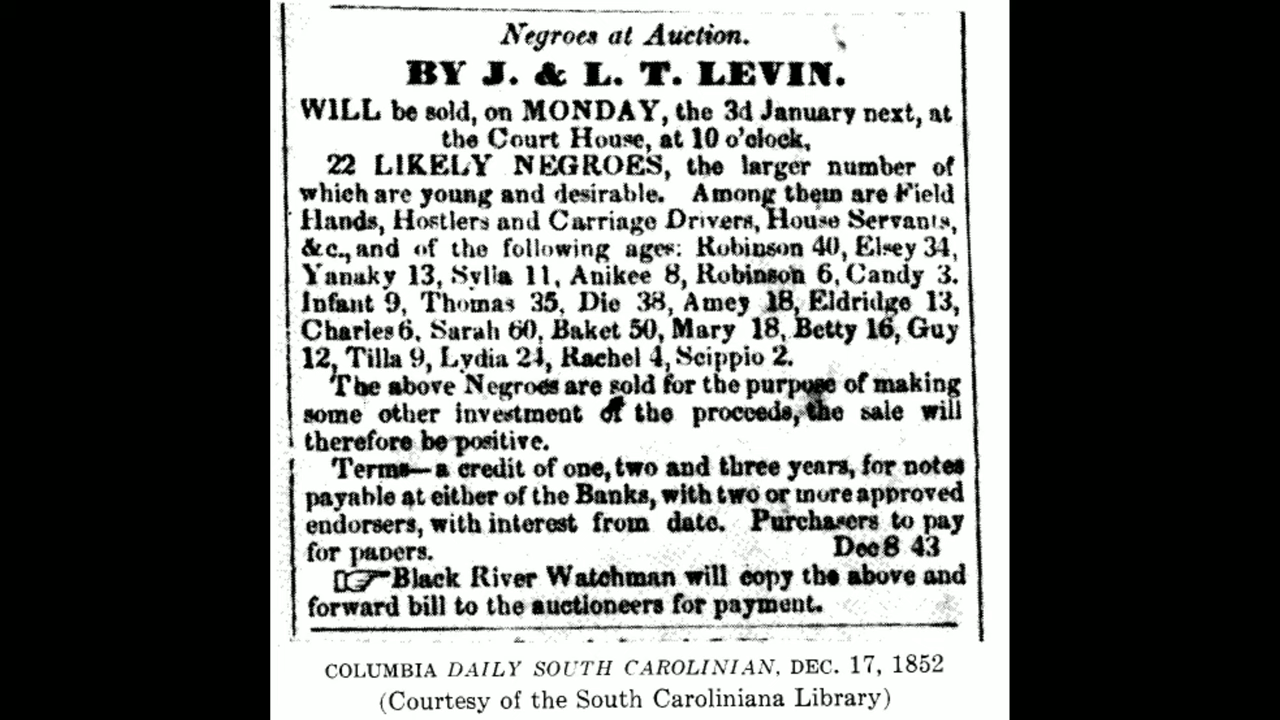 Negroes at Auction.
BY J. & L. T. LEVIN.
WILL be sold, on MONDAY, the 3d January next, at
the Court House, at 10 o'clock,
22 LIKELY NEGROES, the larger number of
which are young and desirable. Among them are Field
Hands, Hostlers and Carriage Drivers, House Servants,
&c., and of the following ages: Robinson 40, Elsey 34,
Yanaky 13, Sylla 11, Anikee 8, Robinson 6, Candy 3.
Infant 9, Thomas 35, Die 38, Amey 18, Eldridge 13,
Charles 6, Sarah 60, Baket 50, Mary 18, Betty 16, Guy
12, Tilla 9, Lydia 24, Rachel 4, Scippio 2.
The above Negroes are sold for the purpose of making
some other investment of the proceeds, the sale will
therefore be positive.
Terms—a credit of one, two and three years, for notes
payable at either of the Banks, with two or more approved
endorsers, with interest from date. Purchasers to pay
for papers. Dec 8 43
☞Black River Watchman will copy the above and
forward bill to the auctioneers for payment.
COLUMBIA DAILY SOUTH CAROLINIAN, DEC. 17, 1852
(Courtesy of the South Caroliniana Library)